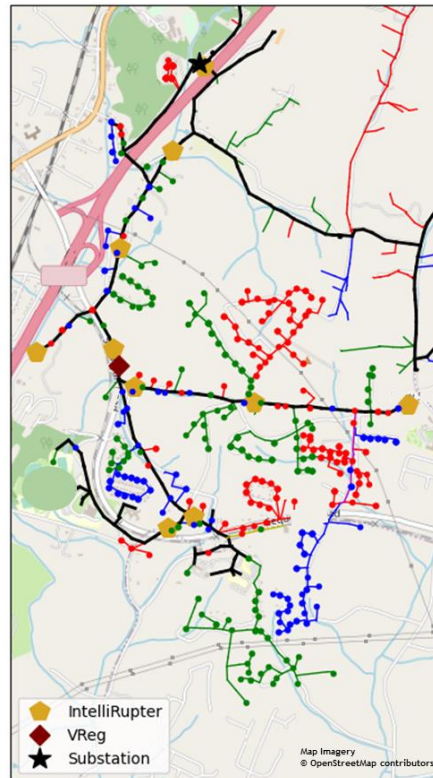 IntelliRupter
VReg
Substation
Map Imagery
© OpenStreetMap contributors